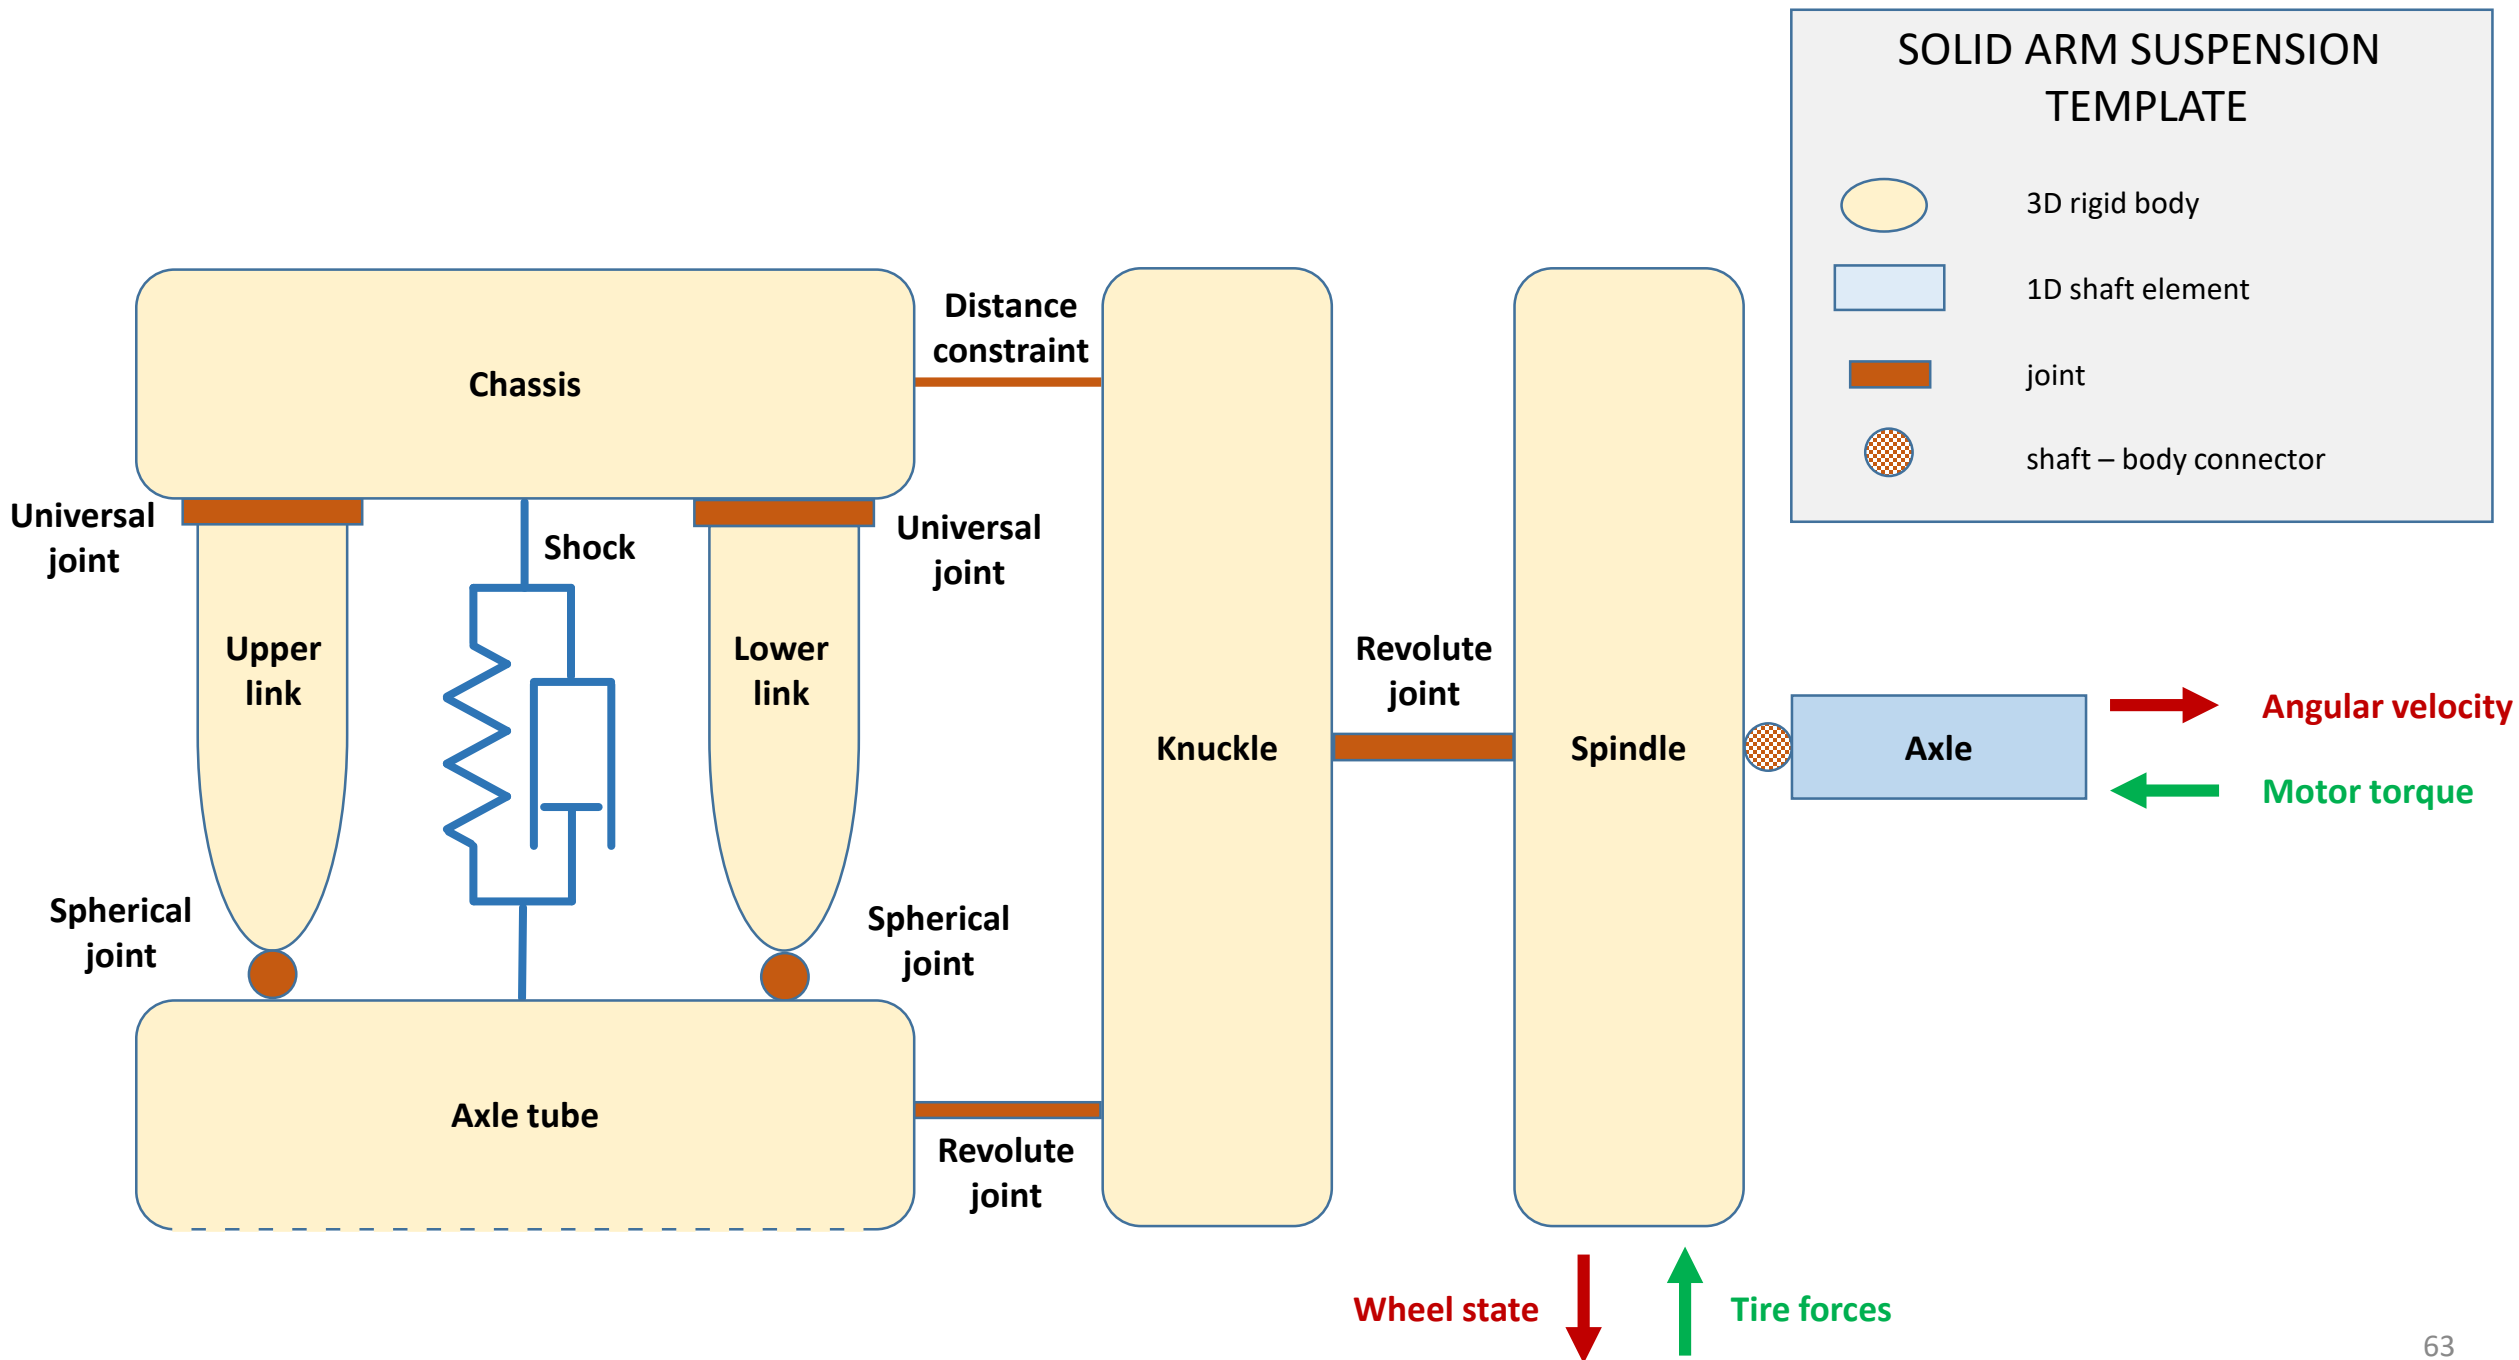 SOLID ARM SUSPENSION
TEMPLATE
3D rigid body
1D shaft element
joint
shaft – body connector
Distance
constraint
Chassis
Universal
joint
Shock
Universal
joint
Upper
link
Lower
link
Revolute
joint
Knuckle
Spindle
Axle
Angular velocity
Motor torque
Spherical
joint
Spherical
joint
Axle tube
Revolute
joint
Wheel state
Tire forces
63